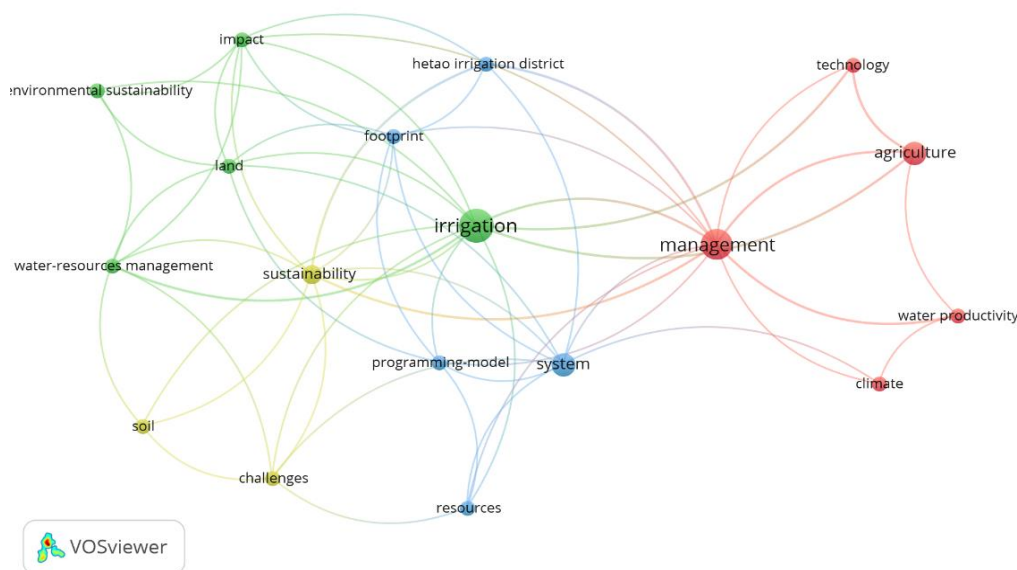 impact
hetao irrigation district
technology
environmental sustainability
footprint
agriculture
land
irrigation
management
water-resources management
sustainability
water productivity
programming-model
system
climate
soil
challenges
resources
VOSviewer